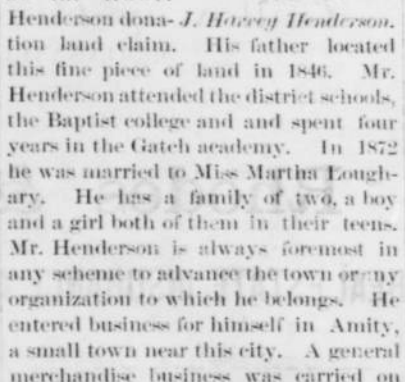 Henderson dona- J. Harvey Henderson.
tion land claim. His father located
this fine piece of land in 1846. Mr.
Henderson attended the district schools,
the Baptist college and and spent four
years in the Gatch academy. In 1872
he was married to Miss Martha Lough-
ary. He has a family of two, a boy
and a girl both of them in their teens.
Mr. Henderson is always foremost in
any scheme to advance the town or any
organization to which he belongs. He
entered business for himself in Amity,
a small town near this city. A general
merchandise business was carried on